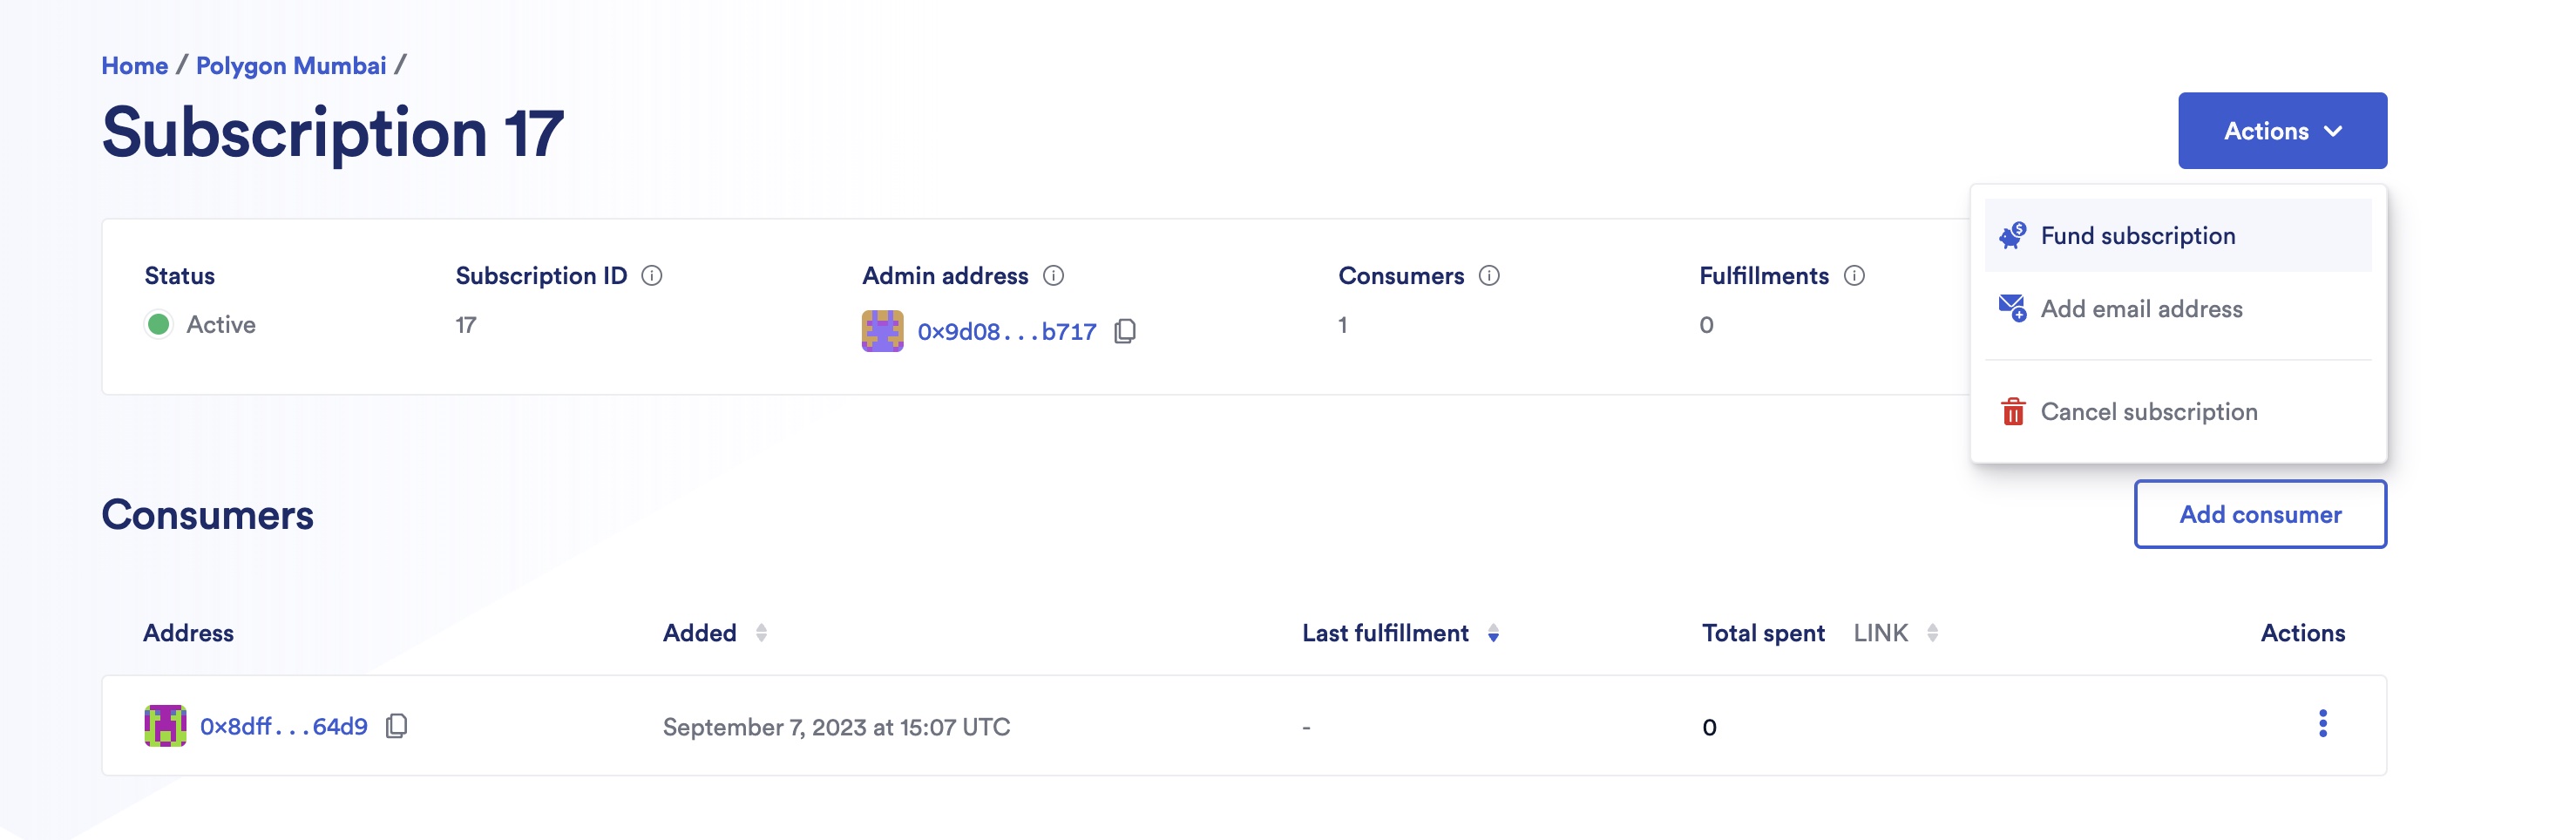 Home / Polygon Mumbai /
Subscription 17
Actions
Fund subscription
Add email address
Cancel subscription
Status Subscription ID Admin address Consumers Fulfillments
Active 17 0x9d08...b717 1 0
Consumers
Add consumer
Address Added Last fulfillment Total spent LINK Actions
0x8dff...64d9 September 7, 2023 at 15:07 UTC - 0